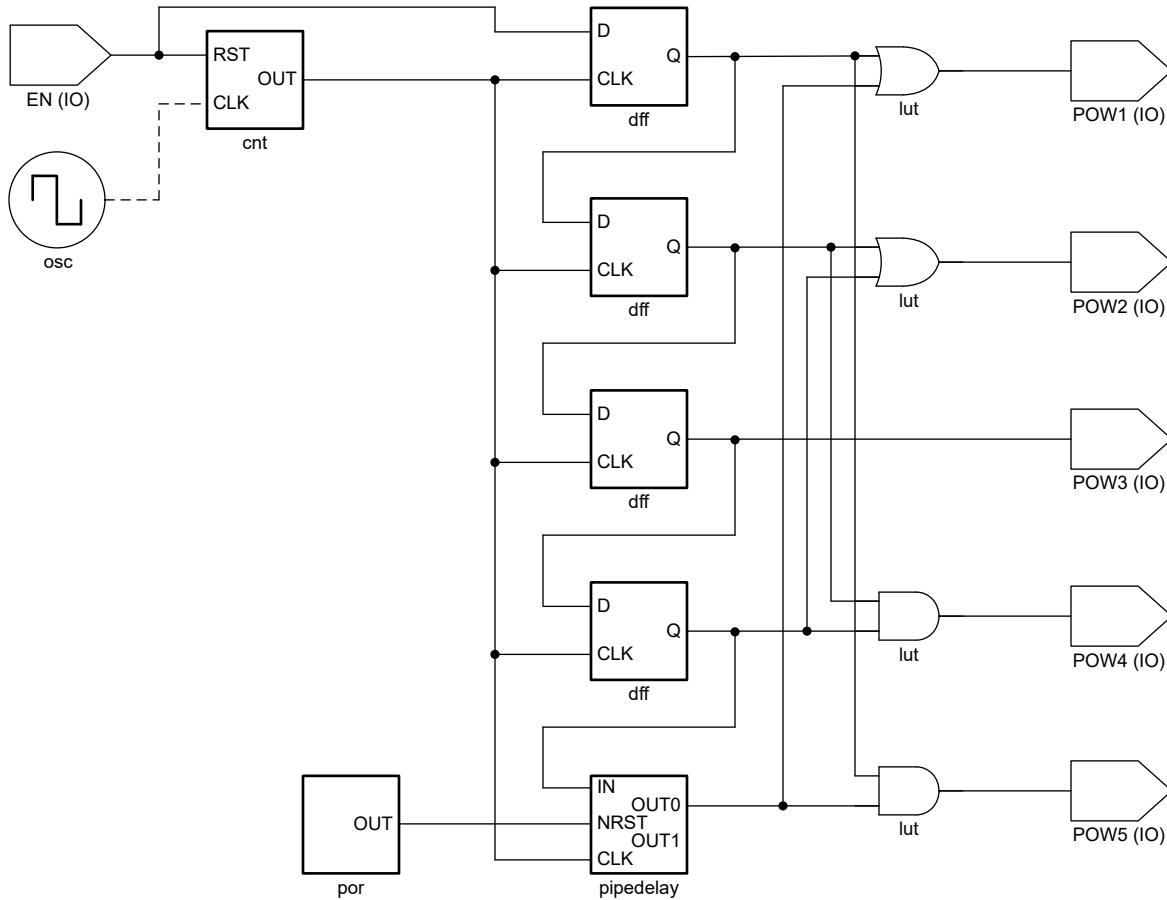 EN (IO)
RST
OUT
CLK
cnt
osc
D
Q
CLK
dff
lut
POW1 (IO)
D
Q
CLK
dff
lut
POW2 (IO)
D
Q
CLK
dff
POW3 (IO)
D
Q
CLK
dff
lut
POW4 (IO)
OUT
por
IN
OUT0
NRST
OUT1
CLK
pipedelay
lut
POW5 (IO)